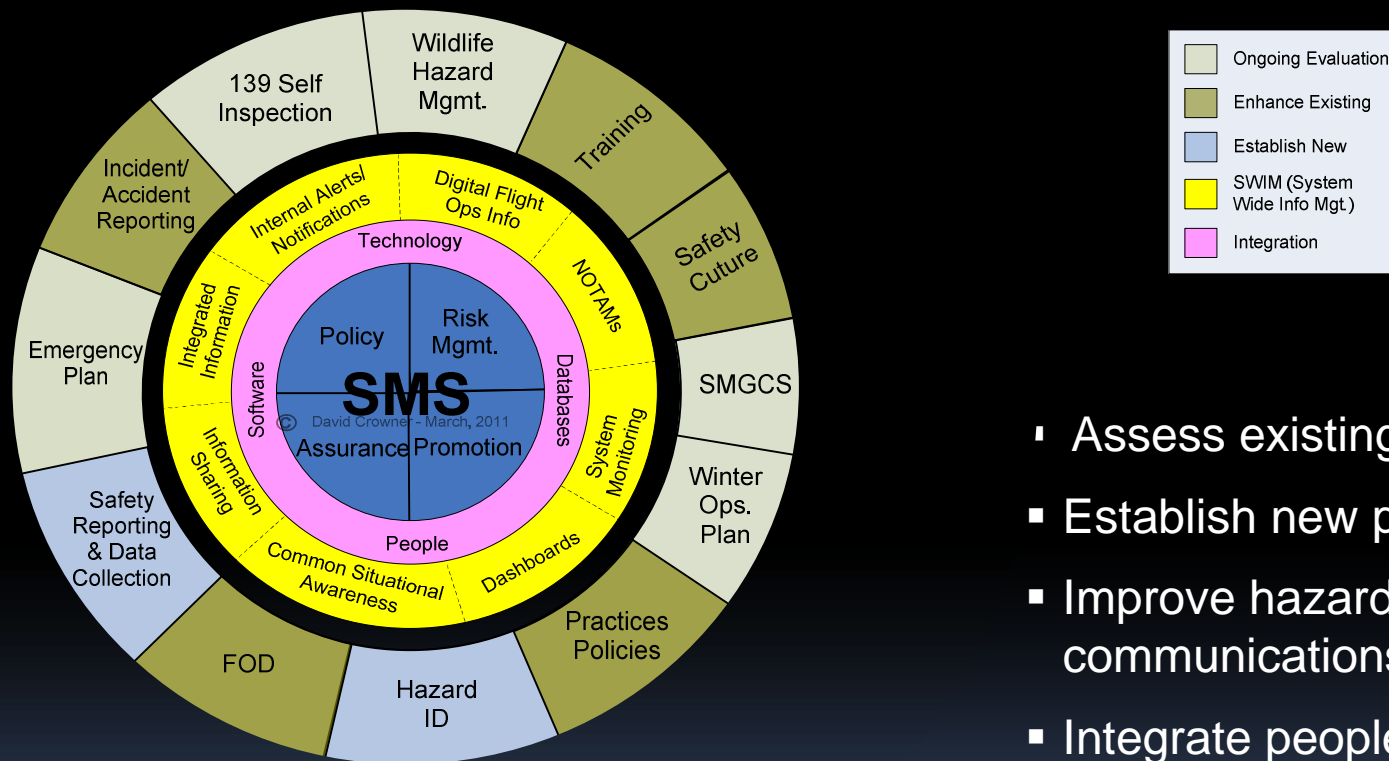 Wildlife
Hazard
Mgmt.
139 Self
Inspection
Training
Incident/
Accident
Reporting
Safety
Cuture
Emergency
Plan
SMGCS
Winter
Ops.
Plan
Safety
Reporting
& Data
Collection
Practices
Policies
FOD
Hazard
ID
Internal Alerts/
Notifications
Digital Flight
Ops Info
NOTAMs
Integrated
Information
System
Monitoring
Information
Sharing
Common Situational
Awareness
Dashboards
Technology
Software
Databases
People
Policy
Risk
Mgmt.
SMS
© David Crowner - March, 2011
Assurance
Promotion
Ongoing Evaluation
Enhance Existing
Establish New
SWIM (System
Wide Info Mgt.)
Integration
▪ Assess existing
▪ Establish new p
▪ Improve hazard
communications
▪ Integrate people